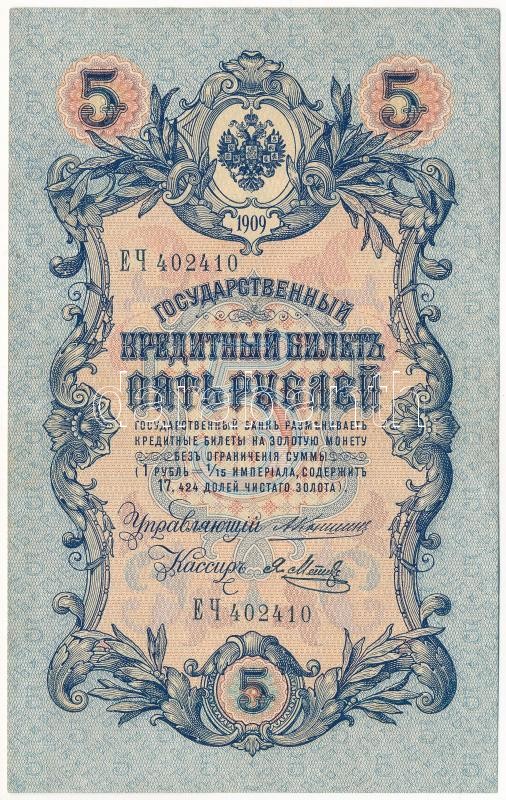 5 5
1909
ЕЧ 402410
ГОСУДАРСТВЕННЫЙ
КРЕДИТНЫЙ БИЛЕТЪ
ПЯТЬ РУБЛЕЙ
ГОСУДАРСТВЕННЫЙ БАНКЪ РАЗМѢНИВАЕТЪ
КРЕДИТНЫЕ БИЛЕТЫ НА ЗОЛОТУЮ МОНЕТУ
БЕЗЪ ОГРАНИЧЕНІЯ СУММЫ
(1 РУБЛЬ = 1/15 ИМПЕРІАЛА, СОДЕРЖИТЪ
17,424 ДОЛЕЙ ЧИСТАГО ЗОЛОТА).
Управляющій
Кассиръ
ЕЧ 402410
5